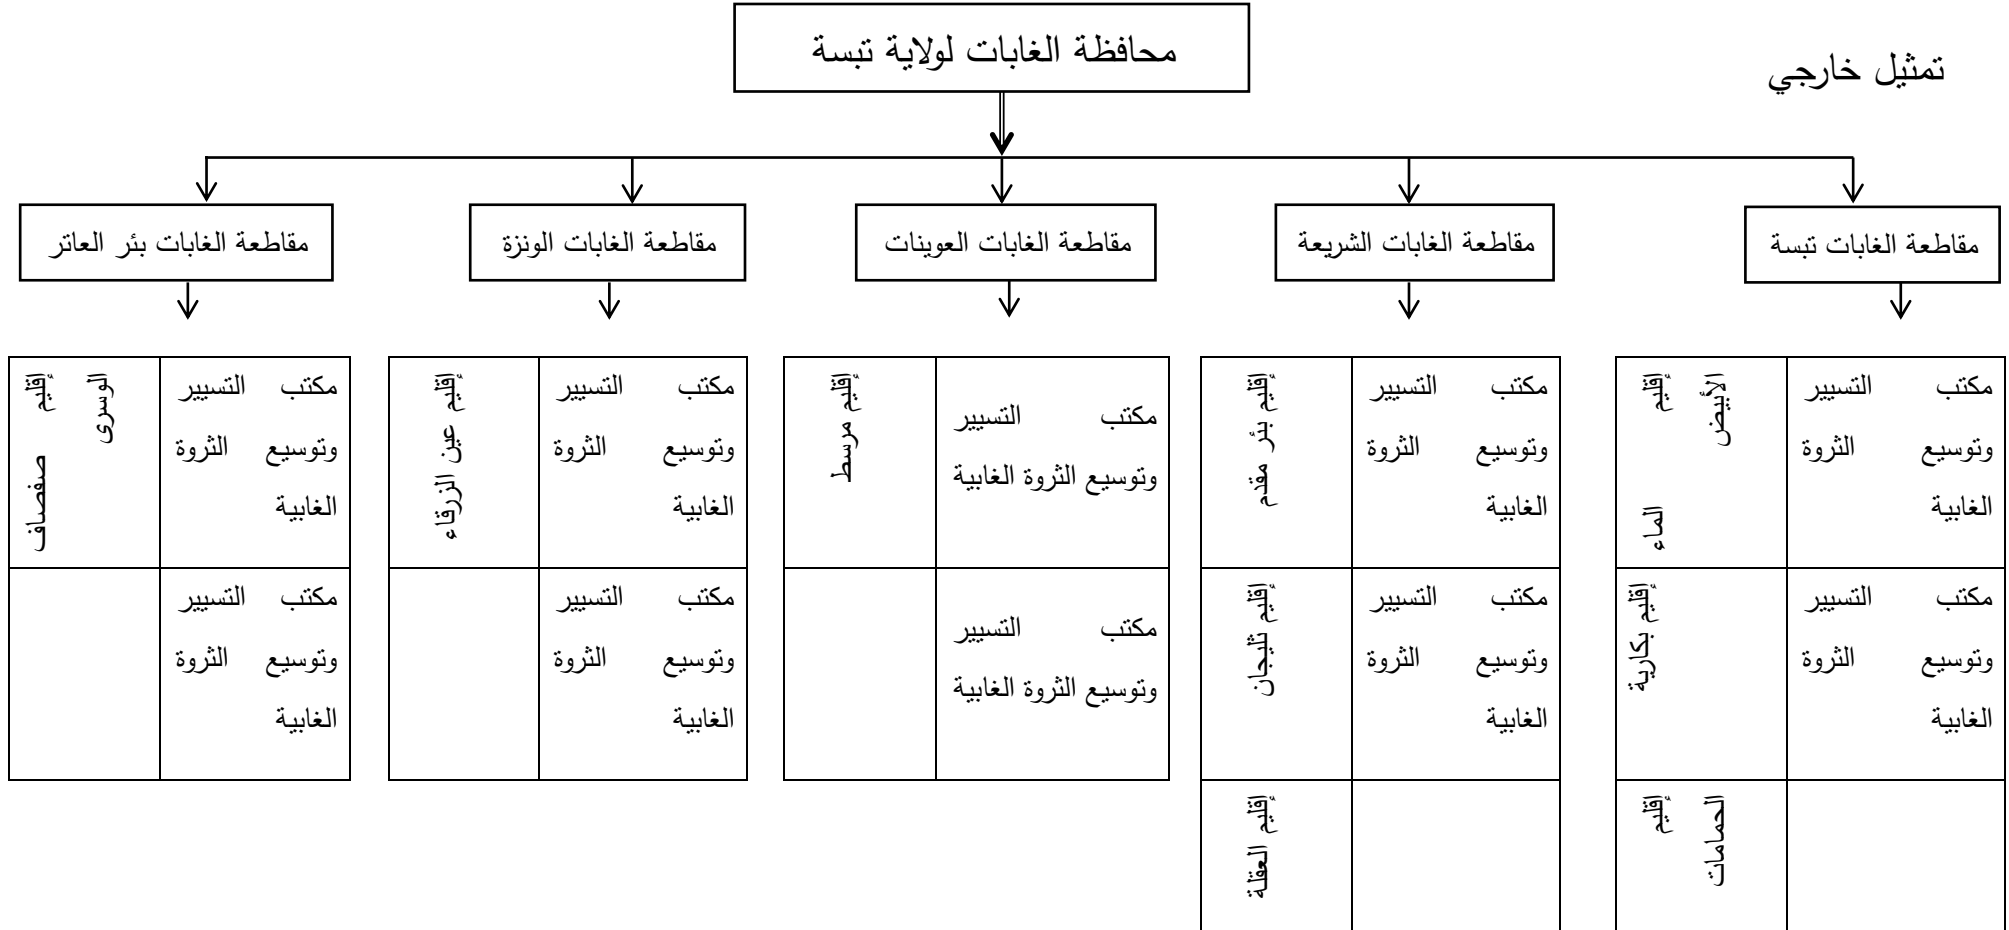 محافظة الغابات لولاية تبسة
تمثيل خارجي
مقاطعة الغابات تبسة
مقاطعة الغابات الشريعة
مقاطعة الغابات العوينات
مقاطعة الغابات الونزة
مقاطعة الغابات بئر العاتر
مكتب التسيير
وتوسيع الثروة
الغابية
إقليم الماء
الأبيض
مكتب التسيير
وتوسيع الثروة
الغابية
إقليم بكارية
إقليم
الحمامات
مكتب التسيير
وتوسيع الثروة
الغابية
إقليم بئر مقدم
مكتب التسيير
وتوسيع الثروة
الغابية
إقليم ثليجان
إقليم العقلة
مكتب التسيير
وتوسيع الثروة الغابية
إقليم مرسط
مكتب التسيير
وتوسيع الثروة الغابية
مكتب التسيير
وتوسيع الثروة
الغابية
إقليم عين الزرقاء
مكتب التسيير
وتوسيع الثروة
الغابية
مكتب التسيير
وتوسيع الثروة
الغابية
إقليم صفصاف
الوسرى
مكتب التسيير
وتوسيع الثروة
الغابية